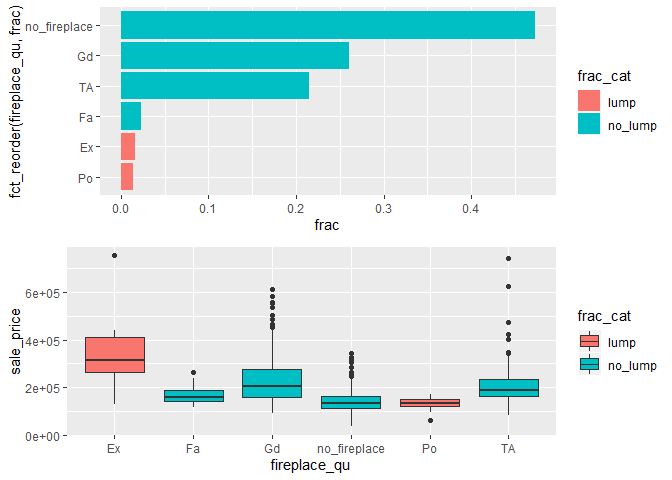 fct_reorder(fireplace_qu, frac)
no_fireplace
Gd
TA
Fa
Ex
Po
0.0 0.1 0.2 0.3 0.4
frac
frac_cat
lump
no_lump
sale_price
6e+05
4e+05
2e+05
0e+00
Ex Fa Gd no_fireplace Po TA
fireplace_qu
frac_cat
lump
no_lump